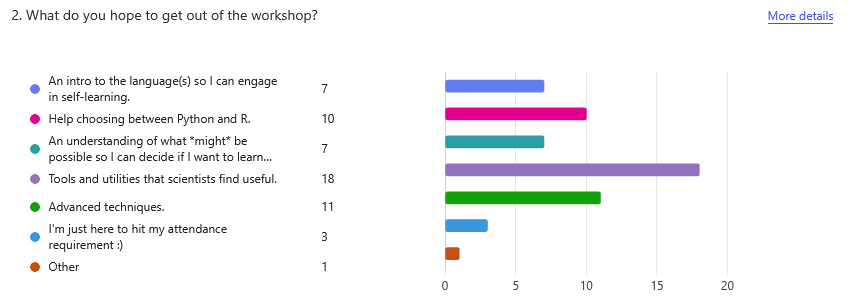 2. What do you hope to get out of the workshop?
More details
An intro to the language(s) so I can engage
in self-learning.
7
Help choosing between Python and R.
10
An understanding of what *might* be
possible so I can decide if I want to learn...
7
Tools and utilities that scientists find useful.
18
Advanced techniques.
11
I'm just here to hit my attendance
requirement :)
3
Other
1
0
5
10
15
20